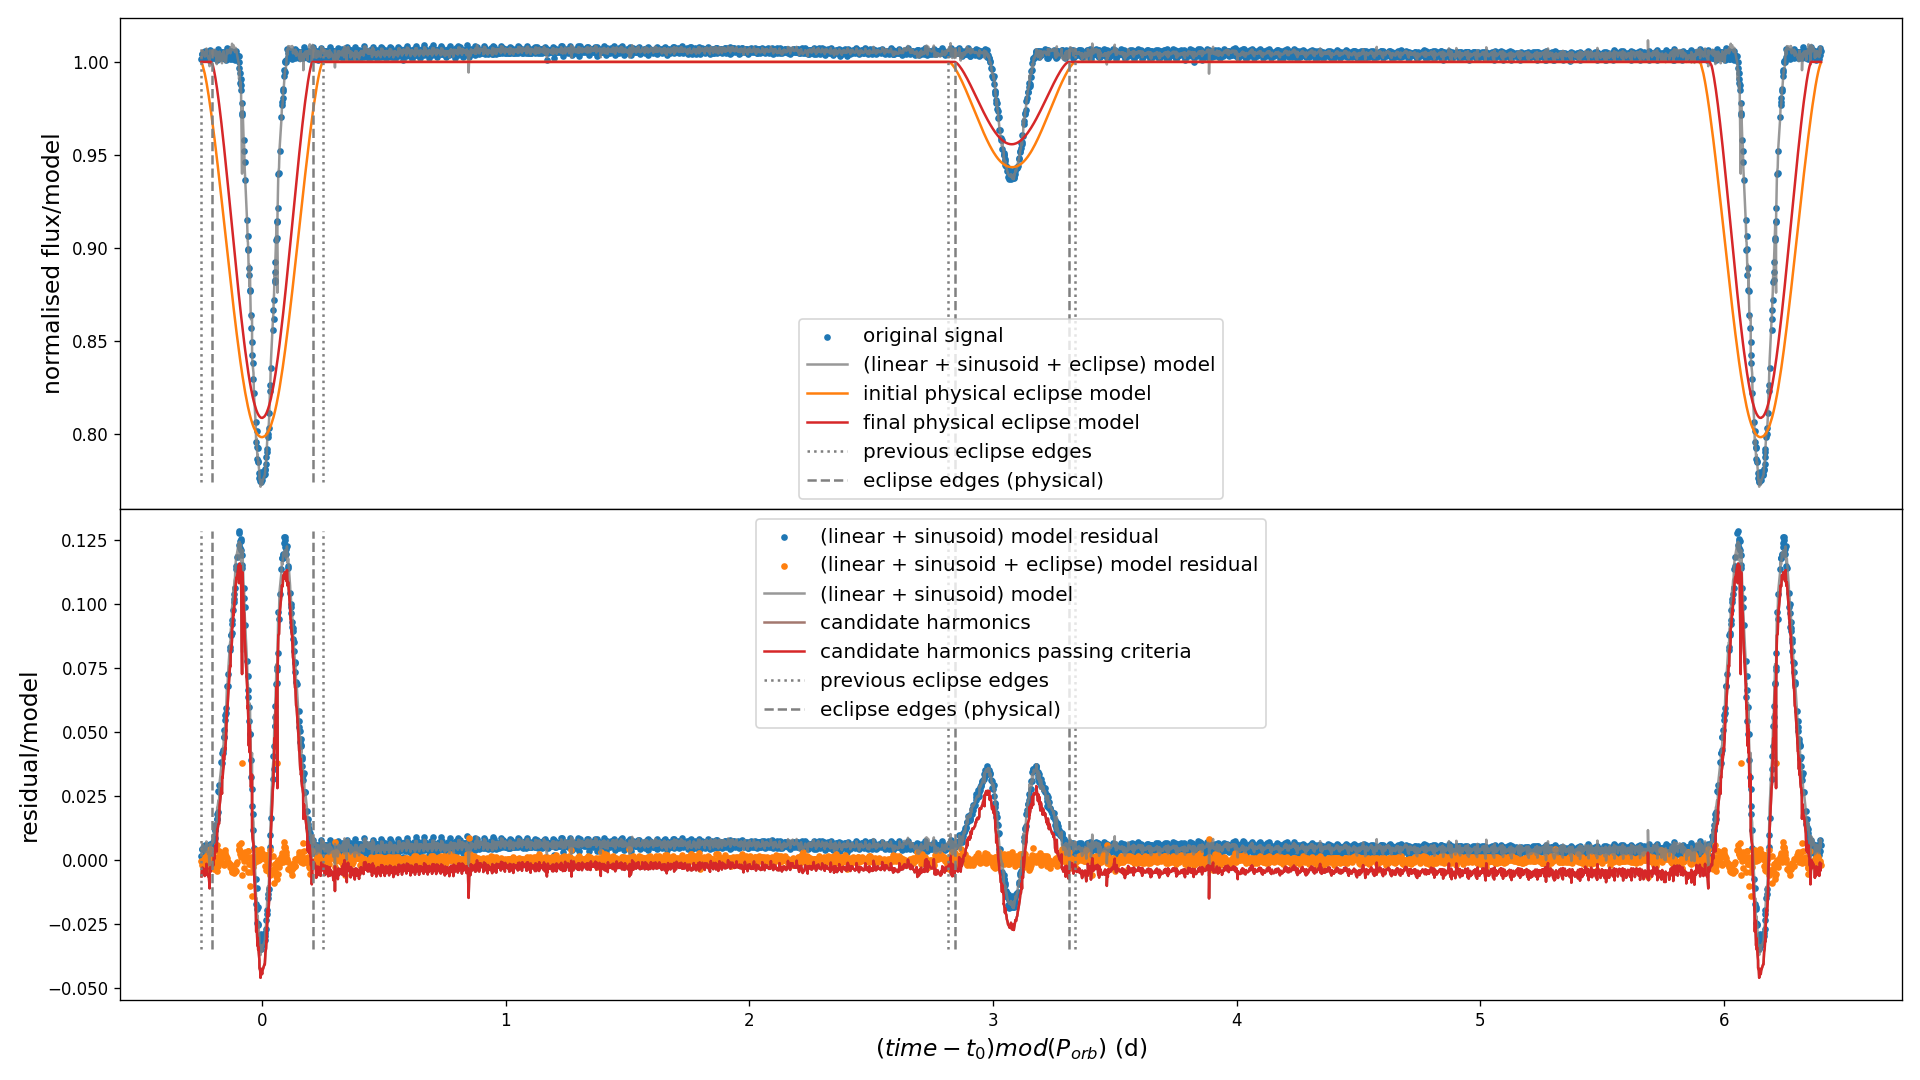 normalised flux/model
1.00
0.95
0.90
0.85
0.80
original signal
(linear + sinusoid + eclipse) model
initial physical eclipse model
final physical eclipse model
previous eclipse edges
eclipse edges (physical)
residual/model
0.125
0.100
0.075
0.050
0.025
0.000
−0.025
−0.050
(linear + sinusoid) model residual
(linear + sinusoid + eclipse) model residual
(linear + sinusoid) model
candidate harmonics
candidate harmonics passing criteria
previous eclipse edges
eclipse edges (physical)
0 1 2 3 4 5 6
(time − t₀)mod(P_orb) (d)